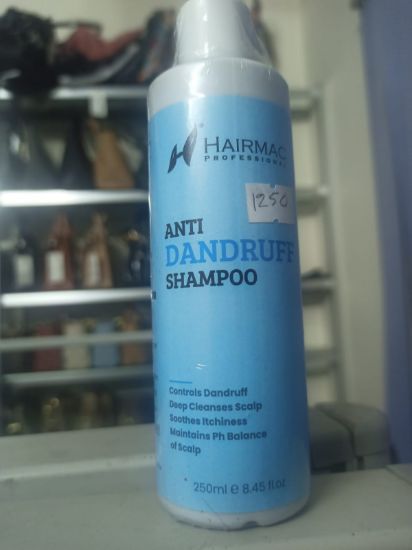 HAIRMAC
PROFESSIONAL
1250
ANTI
DANDRUFF
SHAMPOO
Controls Dandruff
Deep Cleanses Scalp
Soothes Itchiness
Maintains Ph Balance
of Scalp
250ml e 8.45 fl.oz